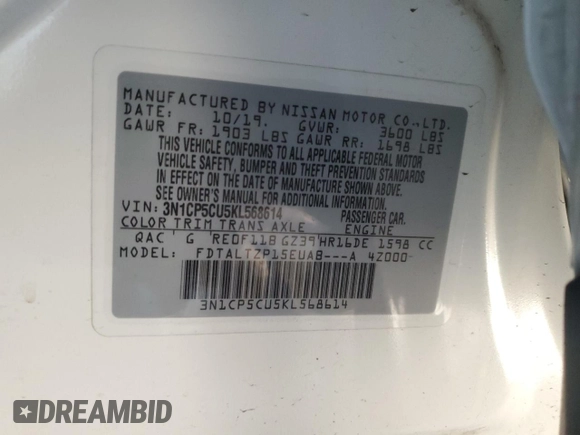 MANUFACTURED BY NISSAN MOTOR CO.,LTD.
DATE: 10/19. GVWR: 3600 LBS
GAWR FR: 1903 LBS GAWR RR: 1698 LBS
THIS VEHICLE CONFORMS TO ALL APPLICABLE FEDERAL MOTOR
VEHICLE SAFETY, BUMPER AND THEFT PREVENTION STANDARDS
IN EFFECT ON THE DATE OF MANUFACTURE SHOWN ABOVE.
SEE OWNER'S MANUAL FOR ADDITIONAL INFORMATION.
VIN: 3N1CP5CU5KL568614 PASSENGER CAR.
COLOR TRIM TRANS AXLE ENGINE
QAC G RE0F11B GZ39 HR16DE 1598 CC
MODEL: FDTALTZP15EUAB---A 4Z000-
3N1CP5CU5KL568614
DREAMBID